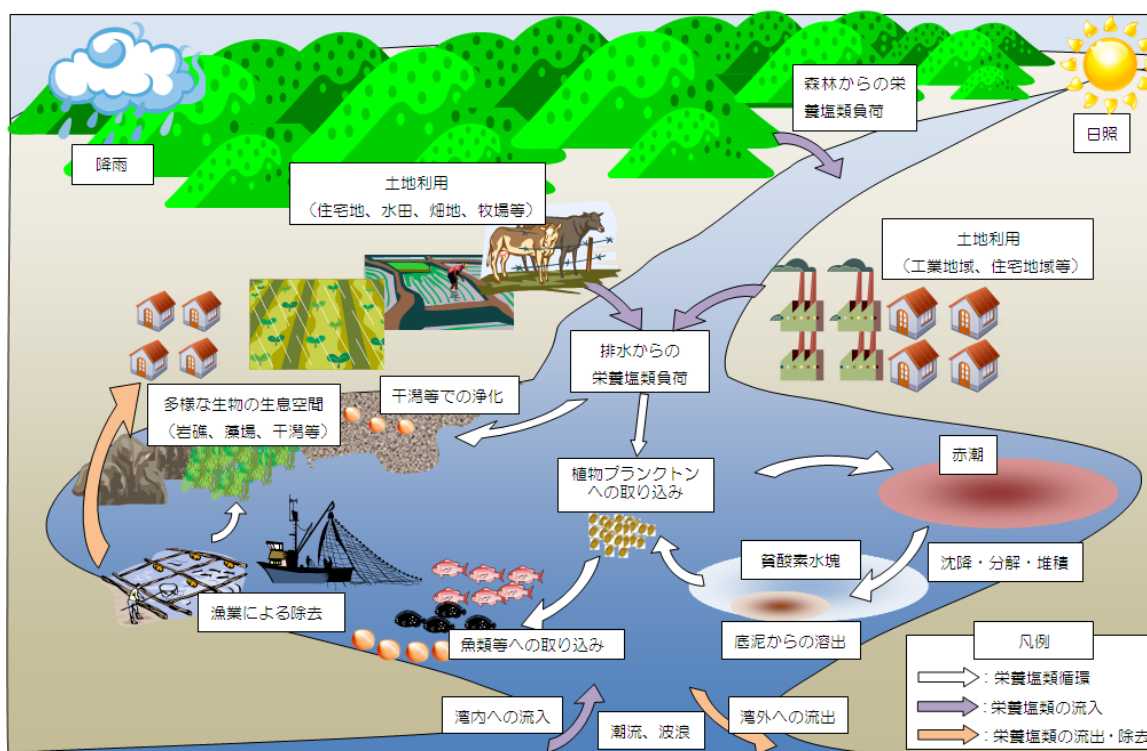 森林からの栄
養塩類負荷
日照
降雨
土地利用
（住宅地、水田、畑地、牧場等）
土地利用
（工業地域、住宅地域等）
排水からの
栄養塩類負荷
干潟等での浄化
多様な生物の生息空間
（岩礁、藻場、干潟等）
植物プランクトン
への取り込み
赤潮
貧酸素水塊
沈降・分解・堆積
漁業による除去
魚類等への取り込み
底泥からの溶出
湾内への流入
潮流、波浪
湾外への流出
凡例
：栄養塩類循環
：栄養塩類の流入
：栄養塩類の流出・除去